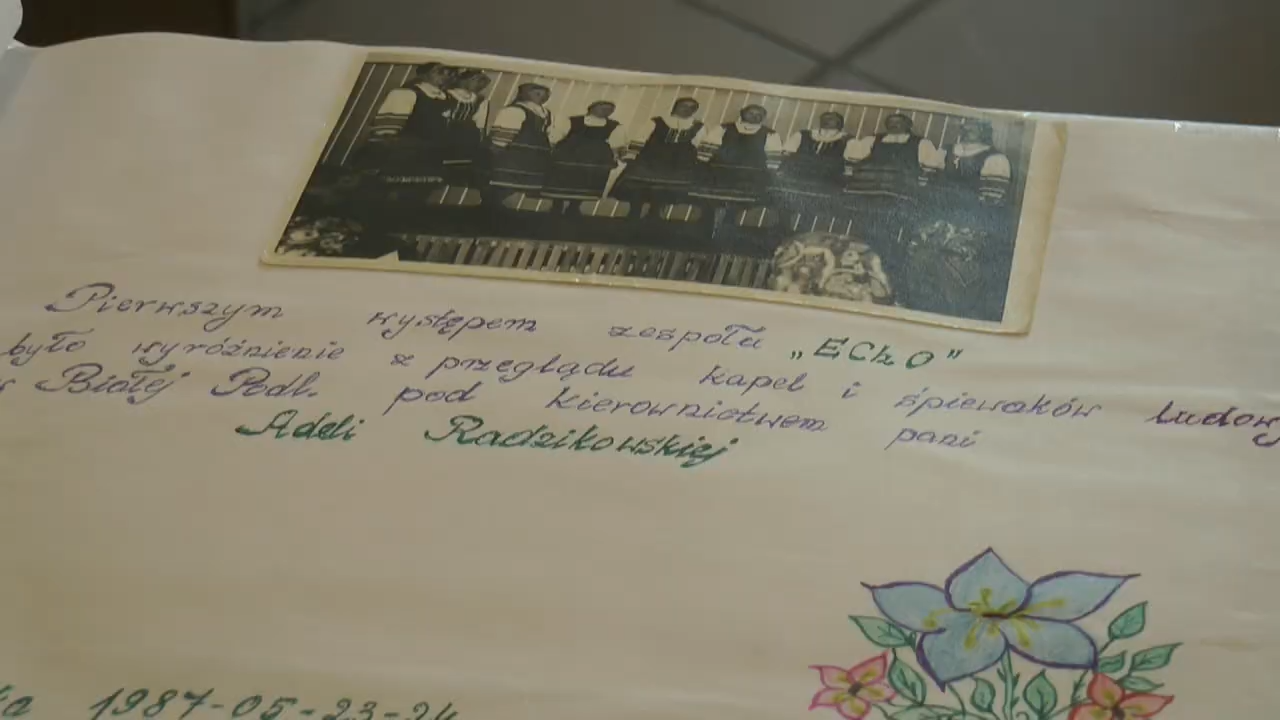 Pierwszym występem zespołu „ECHO”
było wyróżnienie z przeglądu kapel i śpiewaków ludowy
w Białej Podl. pod kierownictwem pani
Adeli Radzikowskiej
1987-05-23-24